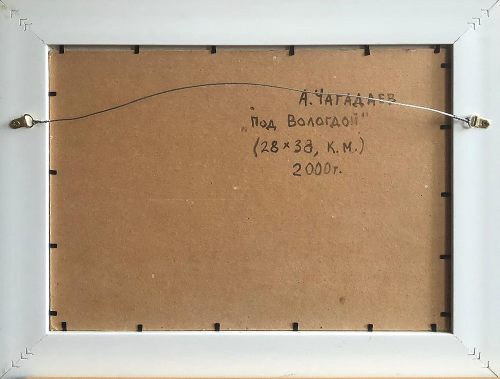 А. ЧАГАДАЕВ
„Под Вологдой"
(28×38, К.М.)
2000г.